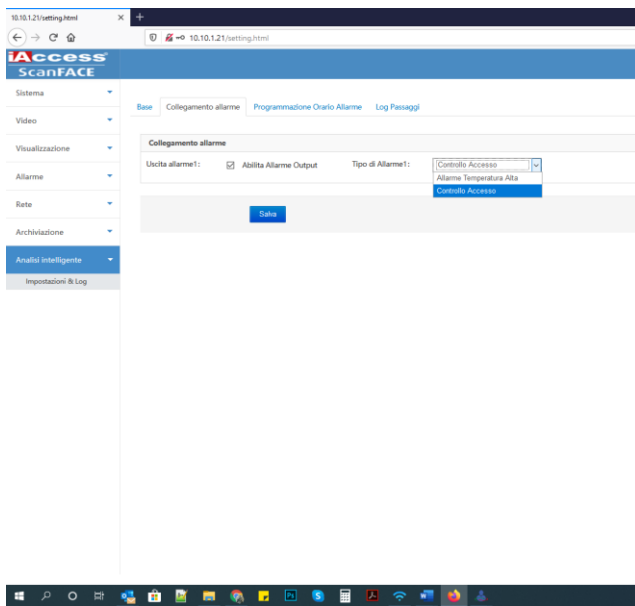 10.10.1.21/setting.html
10.10.1.21/setting.html
iAccess
ScanFACE
Sistema
Video
Visualizzazione
Allarme
Rete
Archiviazione
Analisi intelligente
Impostazioni & Log
Base Collegamento allarme Programmazione Orario Allarme Log Passaggi
Collegamento allarme
Uscita allarme1: Abilita Allarme Output Tipo di Allarme1: Controllo Accesso
Allarme Temperatura Alta
Controllo Accesso
Salva